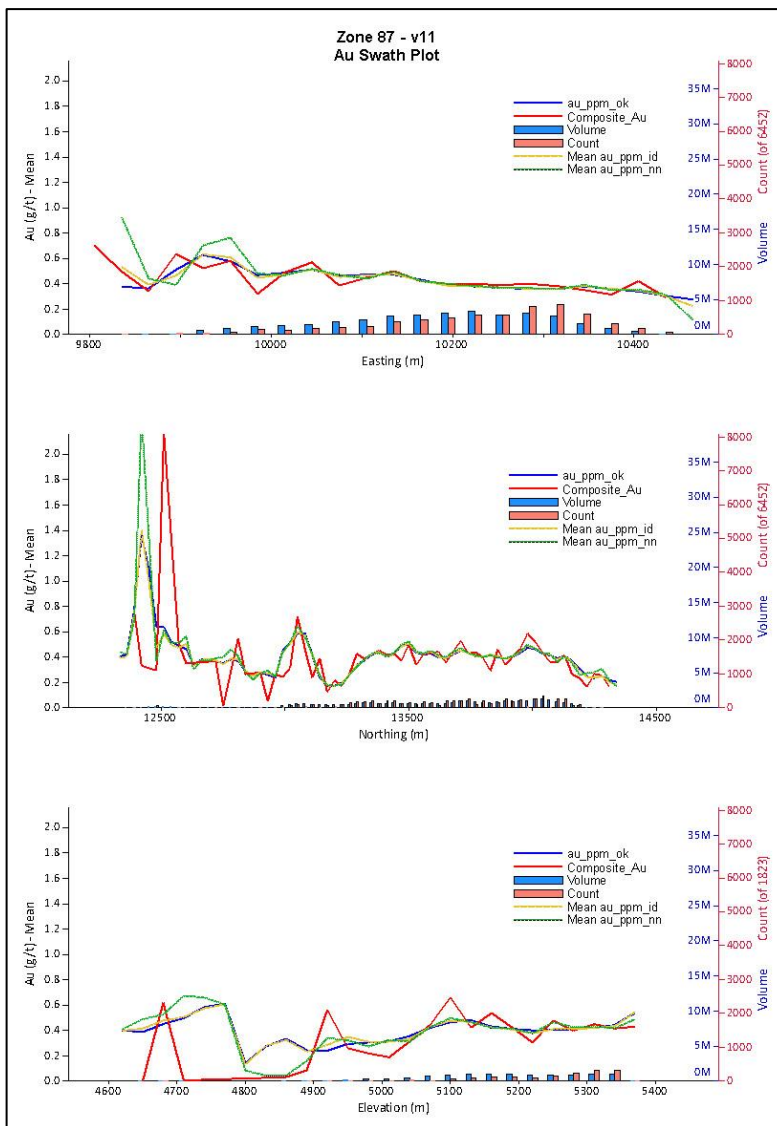 Zone 87 - v11
Au Swath Plot
2.0
1.8
1.6
1.4
1.2
1.0
0.8
0.6
0.4
0.2
0.0
Au (g/t) - Mean
au_ppm_ok
Composite_Au
Volume
Count
Mean au_ppm_id
Mean au_ppm_nn
35M
30M
25M
20M
15M
10M
5M
0M
Volume
8000
7000
6000
5000
4000
3000
2000
1000
0
Count (of 6452)
9800
10000
10200
10400
Easting (m)
2.0
1.8
1.6
1.4
1.2
1.0
0.8
0.6
0.4
0.2
0.0
Au (g/t) - Mean
au_ppm_ok
Composite_Au
Volume
Count
Mean au_ppm_id
Mean au_ppm_nn
35M
30M
25M
20M
15M
10M
5M
0M
Volume
8000
7000
6000
5000
4000
3000
2000
1000
0
Count (of 6452)
12500
13500
14500
Northing (m)
2.0
1.8
1.6
1.4
1.2
1.0
0.8
0.6
0.4
0.2
0.0
Au (g/t) - Mean
au_ppm_ok
Composite_Au
Volume
Count
Mean au_ppm_id
Mean au_ppm_nn
35M
30M
25M
20M
15M
10M
5M
0M
Volume
8000
7000
6000
5000
4000
3000
2000
1000
0
Count (of 1823)
4600
4700
4800
4900
5000
5100
5200
5300
5400
Elevation (m)